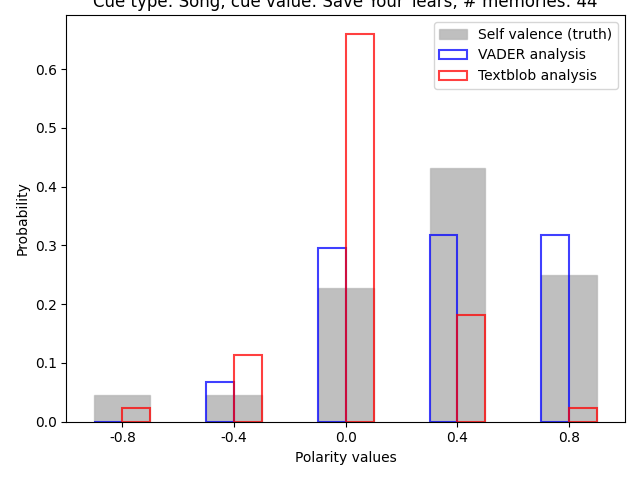 Cue type: Song, cue value: Save Your Tears, # memories: 44
Self valence (truth)
VADER analysis
Textblob analysis
0.6
0.5
0.4
0.3
0.2
0.1
0.0
Probability
-0.8 -0.4 0.0 0.4 0.8
Polarity values